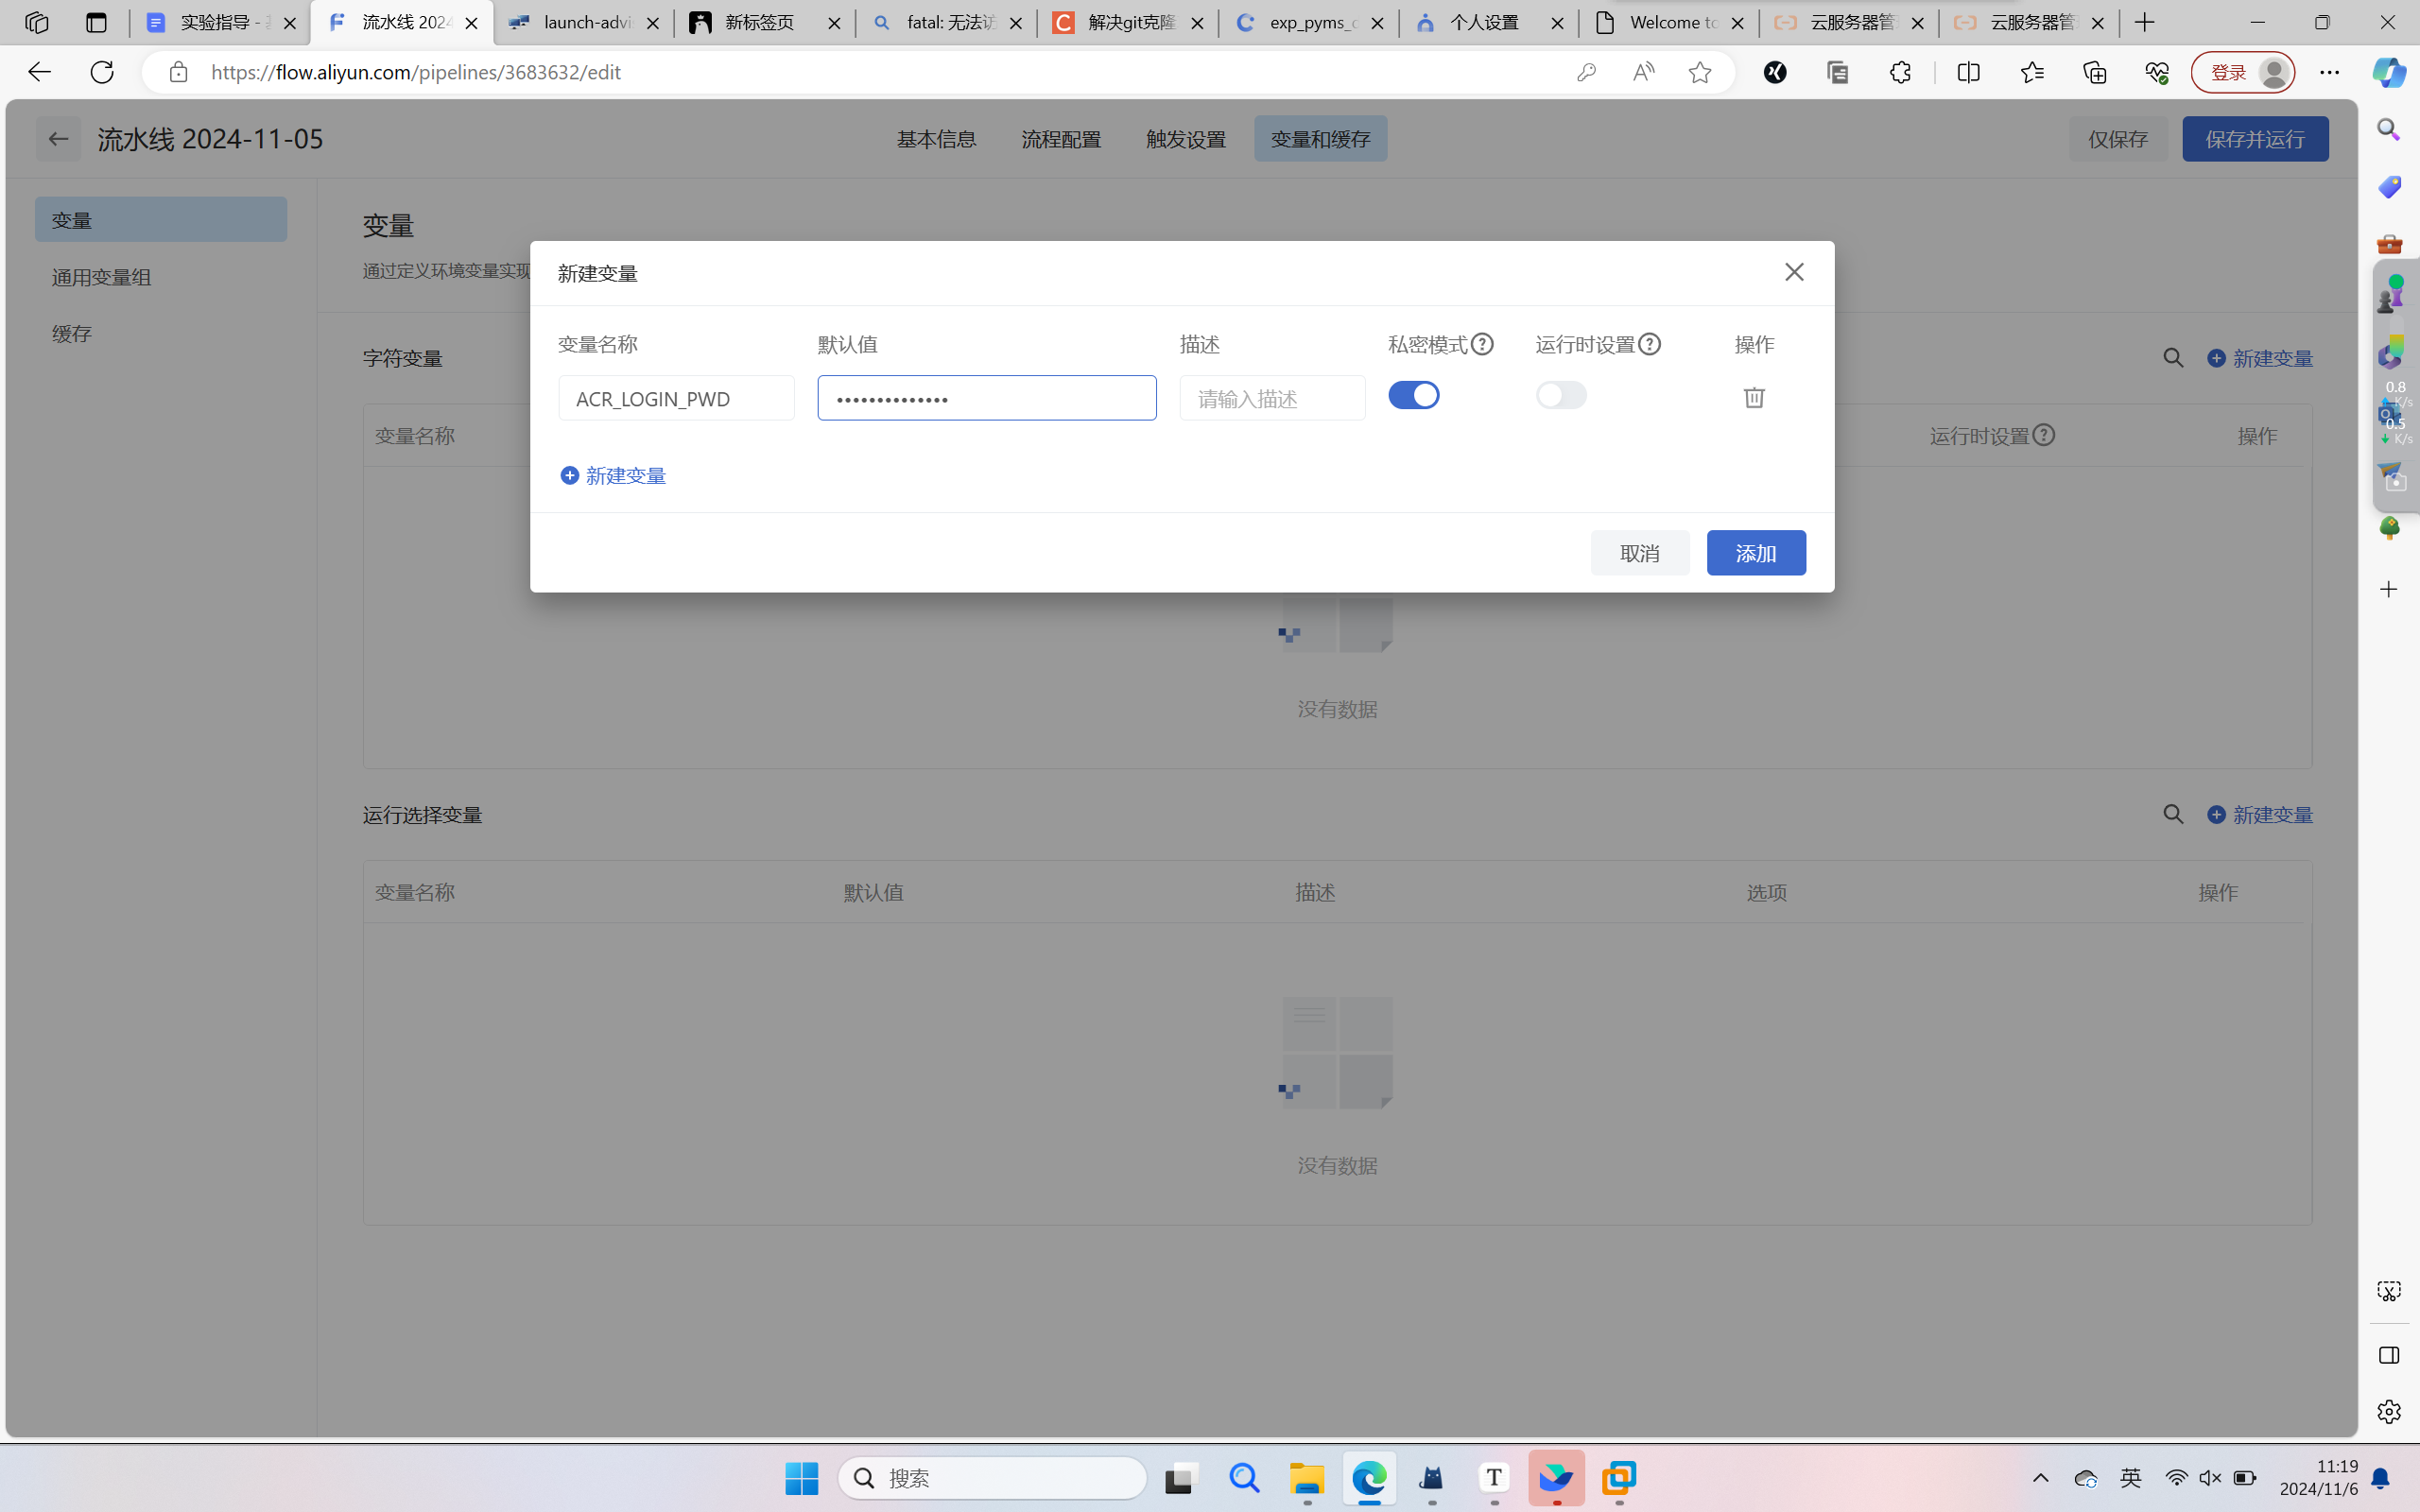 实验指导 -
流水线 2024
launch-advi
新标签页
fatal: 无法访
解决git克隆
exp_pyms_c
个人设置
Welcome to
云服务器管
云服务器管
https://flow.aliyun.com/pipelines/3683632/edit
登录
流水线 2024-11-05
基本信息
流程配置
触发设置
变量和缓存
仅保存
保存并运行
变量
通用变量组
缓存
变量
通过定义环境变量实现
字符变量
新建变量
变量名称
运行时设置
操作
新建变量
变量名称
默认值
描述
私密模式
运行时设置
操作
ACR_LOGIN_PWD
••••••••••••••
请输入描述
新建变量
取消
添加
0.8
K/s
0.5
K/s
没有数据
运行选择变量
新建变量
变量名称
默认值
描述
选项
操作
没有数据
搜索
英
11:19
2024/11/6